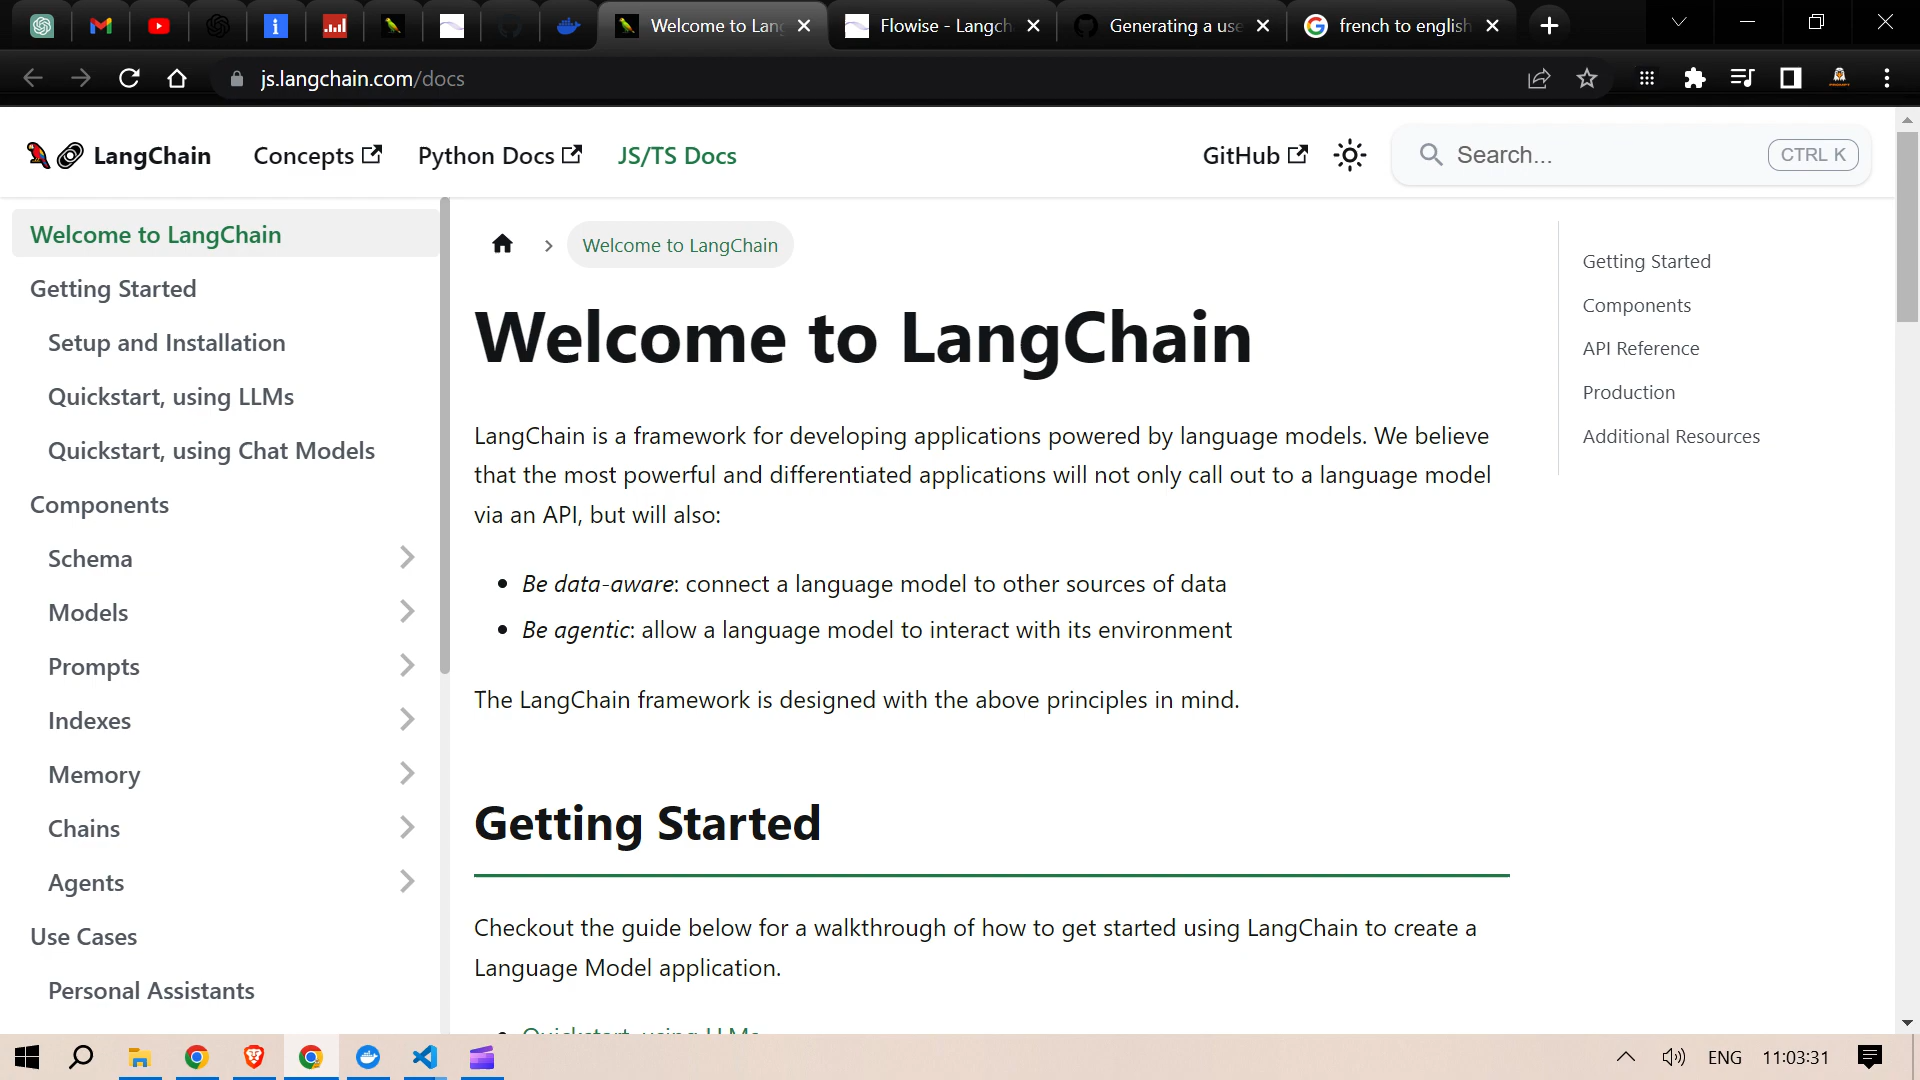 Welcome to Lang
Flowise - Langch
Generating a use
french to english
js.langchain.com/docs
LangChain
Concepts
Python Docs
JS/TS Docs
GitHub
Search...
CTRL K
Welcome to LangChain
Getting Started
Setup and Installation
Quickstart, using LLMs
Quickstart, using Chat Models
Components
Schema
Models
Prompts
Indexes
Memory
Chains
Agents
Use Cases
Personal Assistants
Welcome to LangChain
Welcome to LangChain
LangChain is a framework for developing applications powered by language models. We believe
that the most powerful and differentiated applications will not only call out to a language model
via an API, but will also:
Be data-aware: connect a language model to other sources of data
Be agentic: allow a language model to interact with its environment
The LangChain framework is designed with the above principles in mind.
Getting Started
Checkout the guide below for a walkthrough of how to get started using LangChain to create a
Language Model application.
Quickstart, using LLMs
Getting Started
Components
API Reference
Production
Additional Resources
ENG
11:03:31